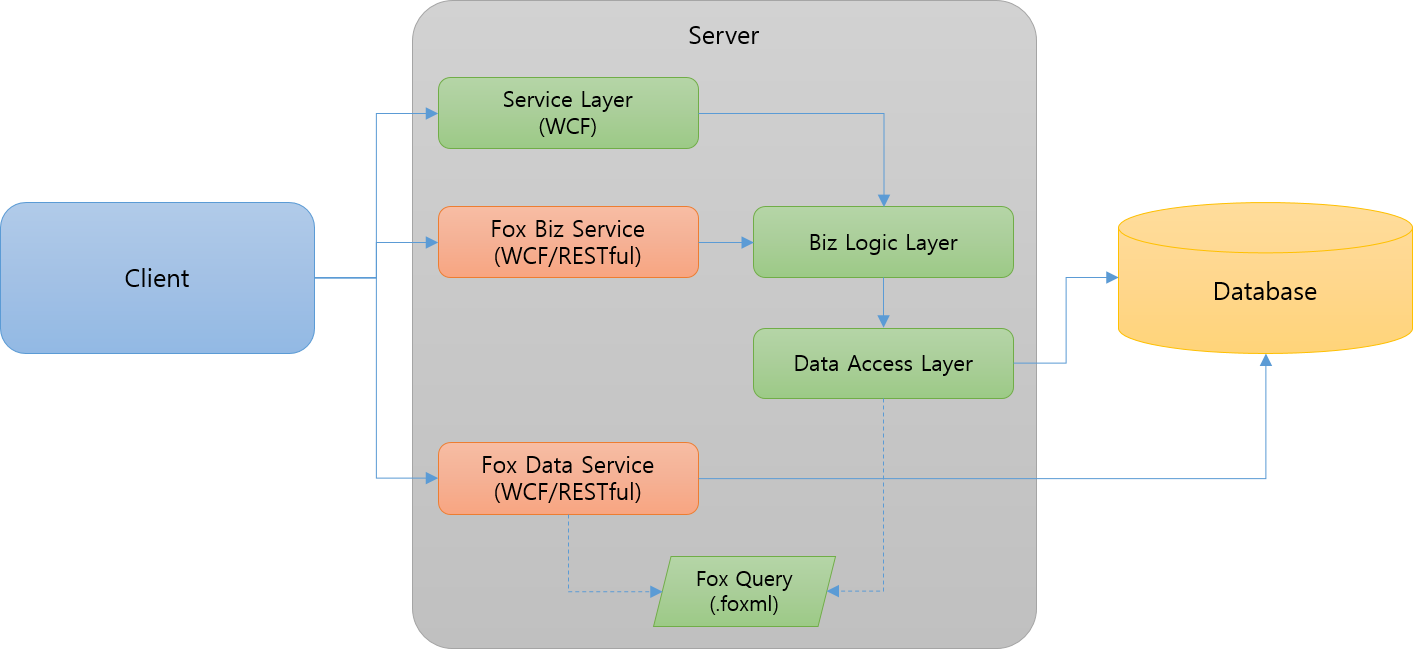 Server
Service Layer
(WCF)
Fox Biz Service
(WCF/RESTful)
Biz Logic Layer
Client
Database
Data Access Layer
Fox Data Service
(WCF/RESTful)
Fox Query
(.foxml)